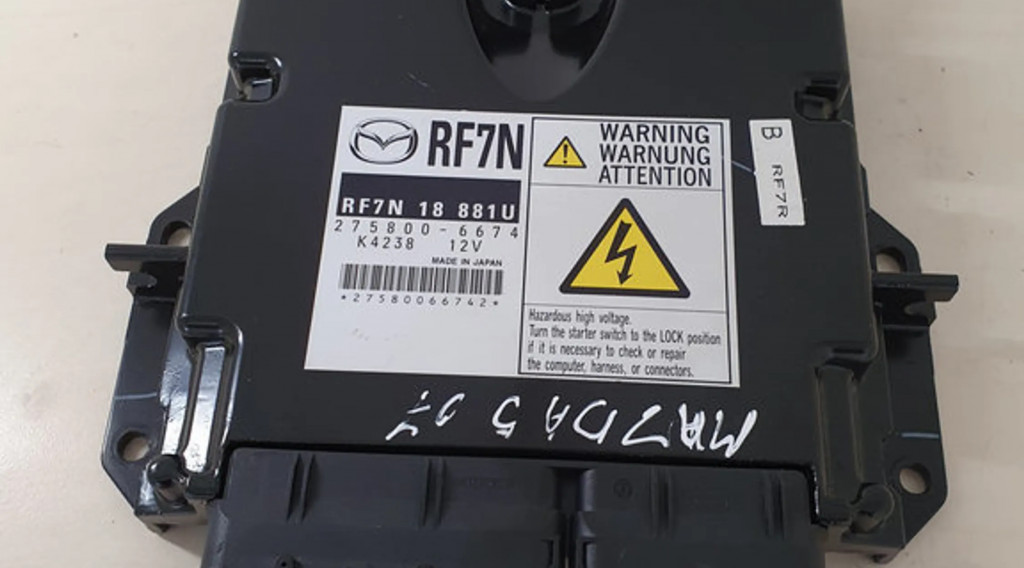 RF7N
RF7N 18 881U
275800-6674
K4238 12V
MADE IN JAPAN
*27580066742*
WARNING
WARNUNG
ATTENTION
Hazardous high voltage.
Turn the starter switch to the LOCK position
if it is necessary to check or repair
the computer, harness, or connectors.
B RF7R
MAZDA 5 07